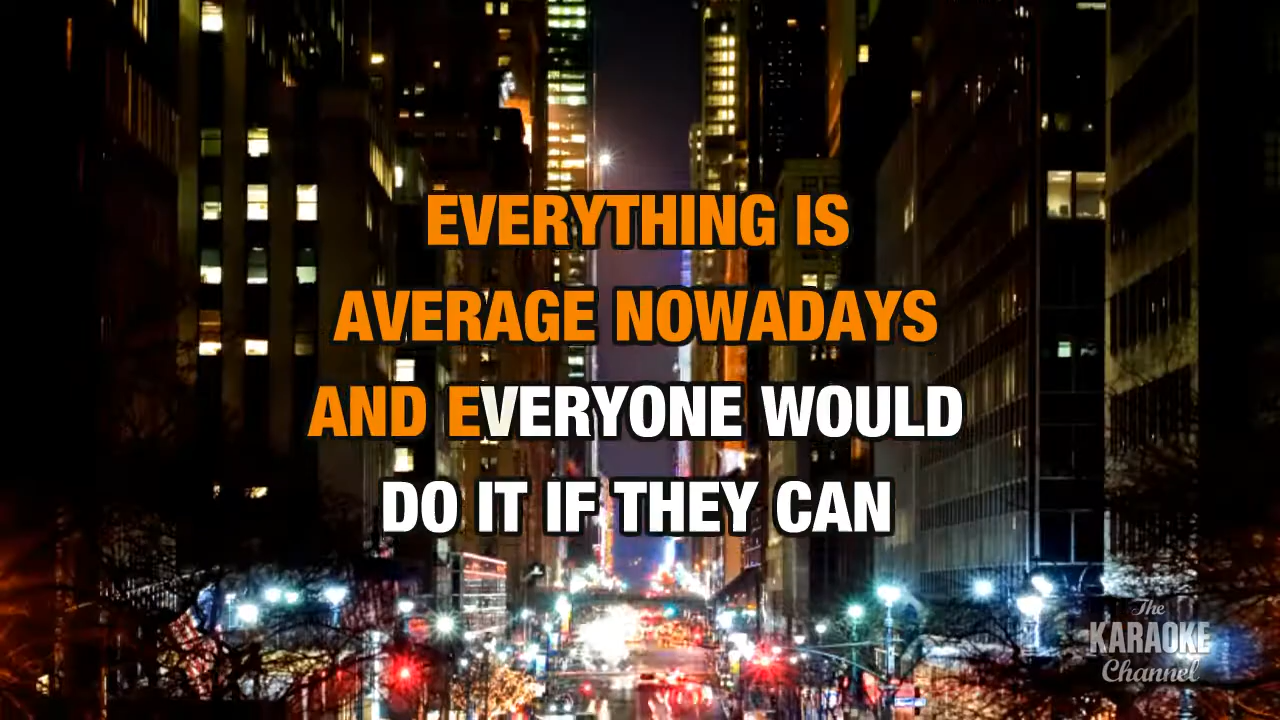 EVERYTHING IS
AVERAGE NOWADAYS
AND EVERYONE WOULD
DO IT IF THEY CAN
The
KARAOKE
Channel